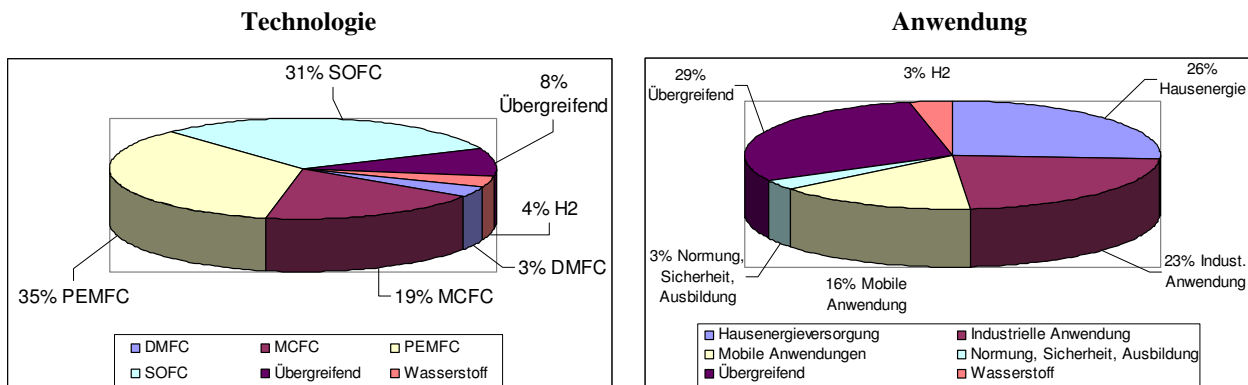 Technologie
31% SOFC
8%
Übergreifend
4% H2
3% DMFC
19% MCFC
35% PEMFC
DMFC MCFC PEMFC
SOFC Übergreifend Wasserstoff
Anwendung
29%
Übergreifend
3% H2
26%
Hausenergie
23% Indust.
Anwendung
16% Mobile
Anwendung
3% Normung,
Sicherheit,
Ausbildung
Hausenergieversorgung Industrielle Anwendung
Mobile Anwendungen Normung, Sicherheit, Ausbildung
Übergreifend Wasserstoff